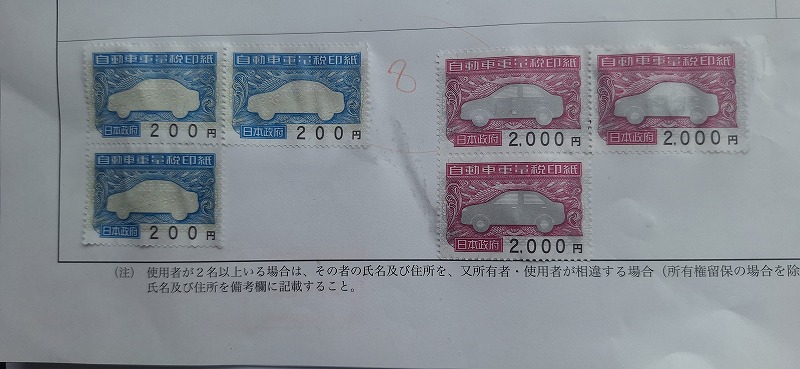 自動車重量税印紙
日本政府 200円
自動車重量税印紙
日本政府 200円
自動車重量税印紙
日本政府 200円
8
自動車重量税印紙
日本政府 2,000円
自動車重量税印紙
日本政府 2,000円
自動車重量税印紙
日本政府 2,000円
(注) 使用者が2名以上いる場合は、その者の氏名及び住所を、又所有者・使用者が相違する場合(所有権留保の場合を除
氏名及び住所を備考欄に記載すること。